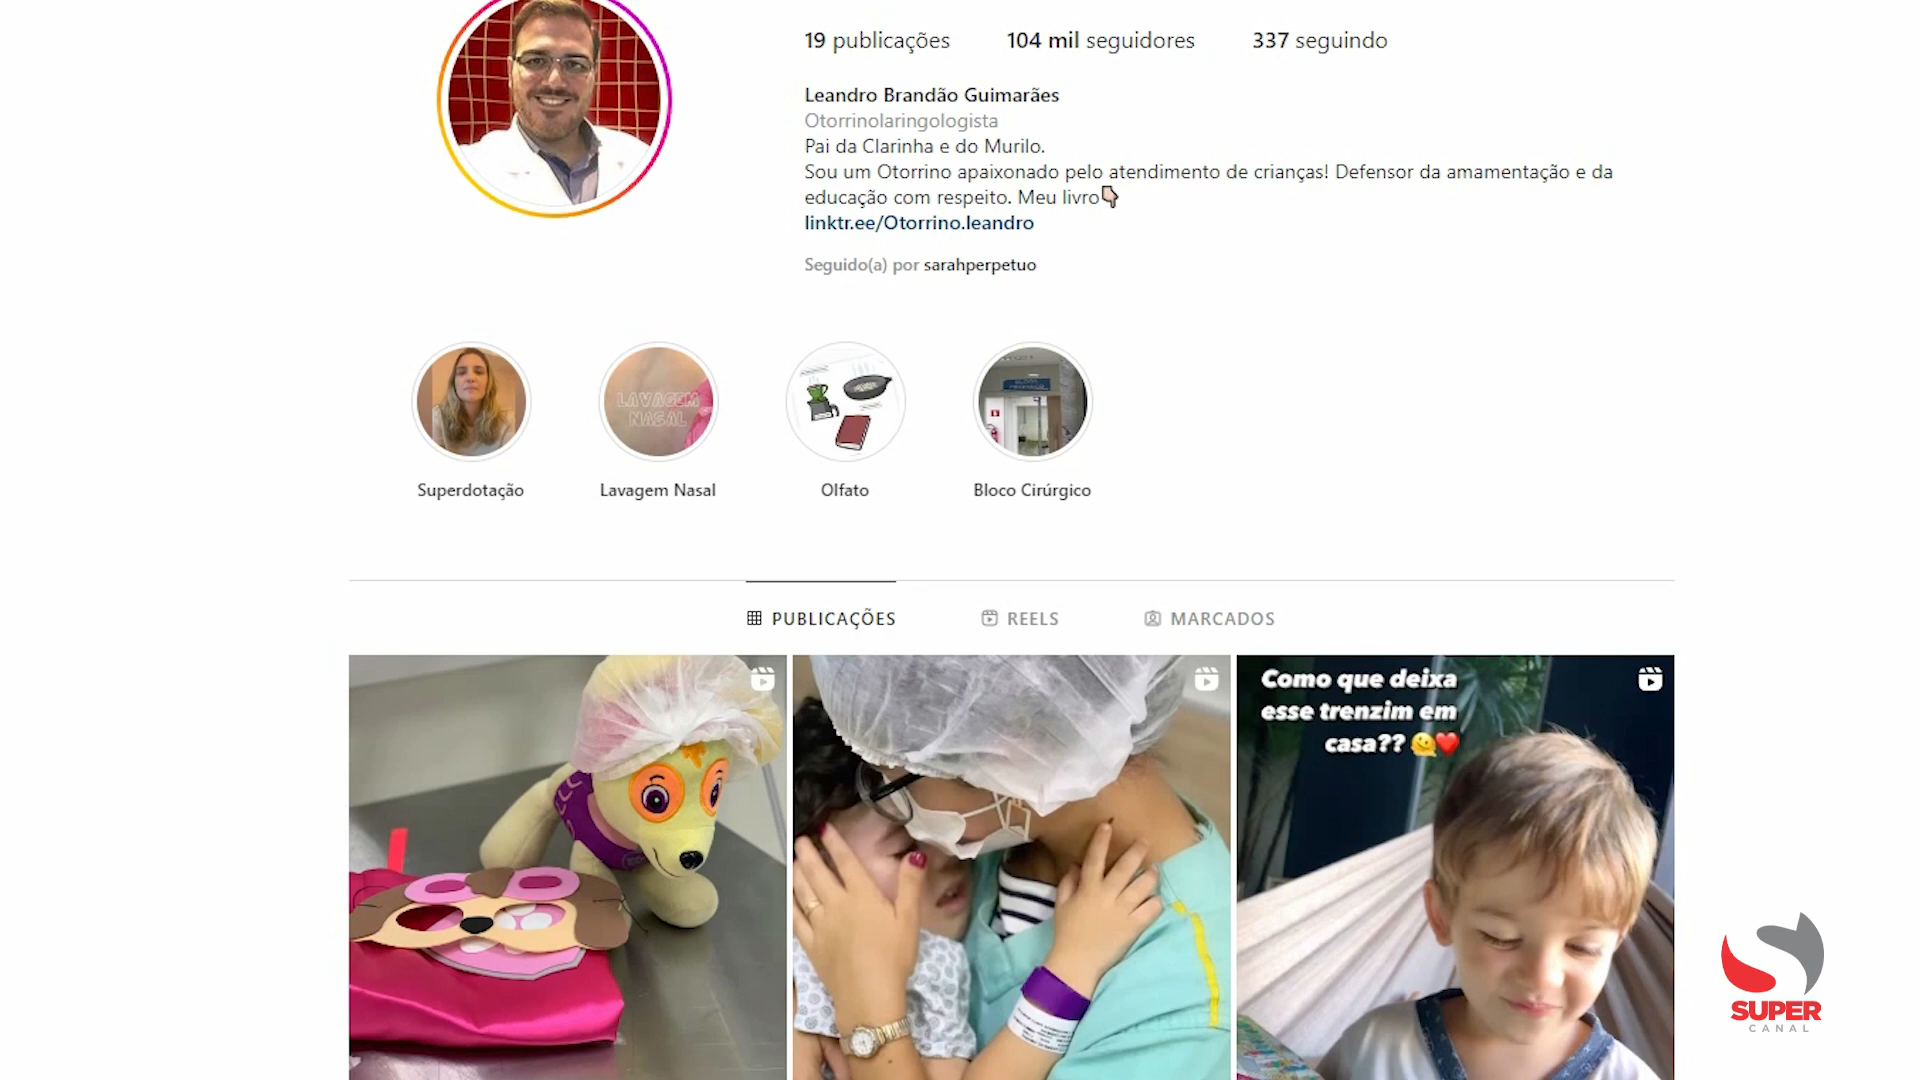 19 publicações 104 mil seguidores 337 seguindo
Leandro Brandão Guimarães
Otorrinolaringologista
Pai da Clarinha e do Murilo.
Sou um Otorrino apaixonado pelo atendimento de crianças! Defensor da amamentação e da
educação com respeito. Meu livro👇🏻
linktr.ee/Otorrino.leandro
Seguido(a) por sarahperpetuo
LAVAGEM
NASAL
Superdotação Lavagem Nasal Olfato Bloco Cirúrgico
PUBLICAÇÕES REELS MARCADOS
Como que deixa
esse trenzim em
casa?? 🫠❤️
SUPER
CANAL